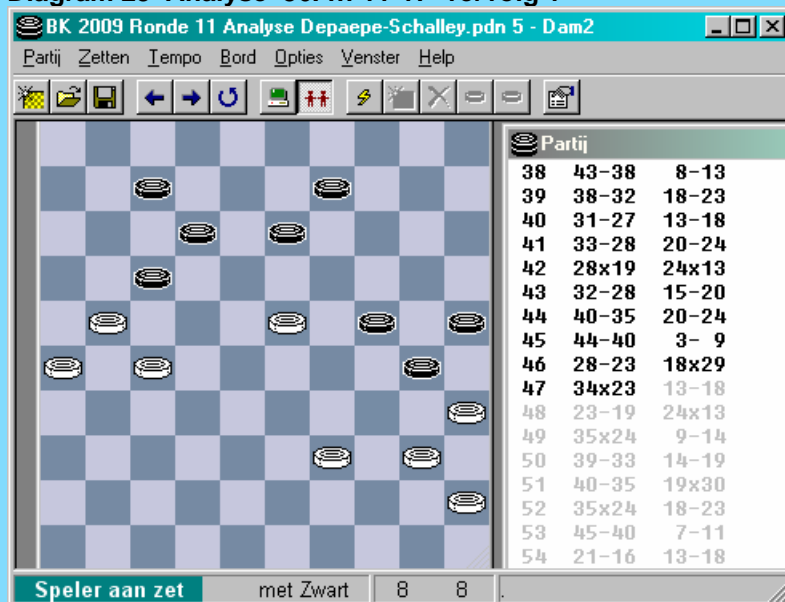 Diagram Analyse
BK 2009 Ronde 11 Analyse Depaepe-Schalley.pdn 5 - Dam2
Partij Zetten Tempo Bord Opties Venster Help
Partij
38 43-38 8-13
39 38-32 18-23
40 31-27 13-18
41 33-28 20-24
42 28x19 24x13
43 32-28 15-20
44 40-35 20-24
45 44-40 3- 9
46 28-23 18x29
47 34x23 13-18
48 23-19 24x13
49 35x24 9-14
50 39-33 14-19
51 40-35 19x30
52 35x24 18-23
53 45-40 7-11
54 21-16 13-18
Speler aan zet met Zwart 8 8 .